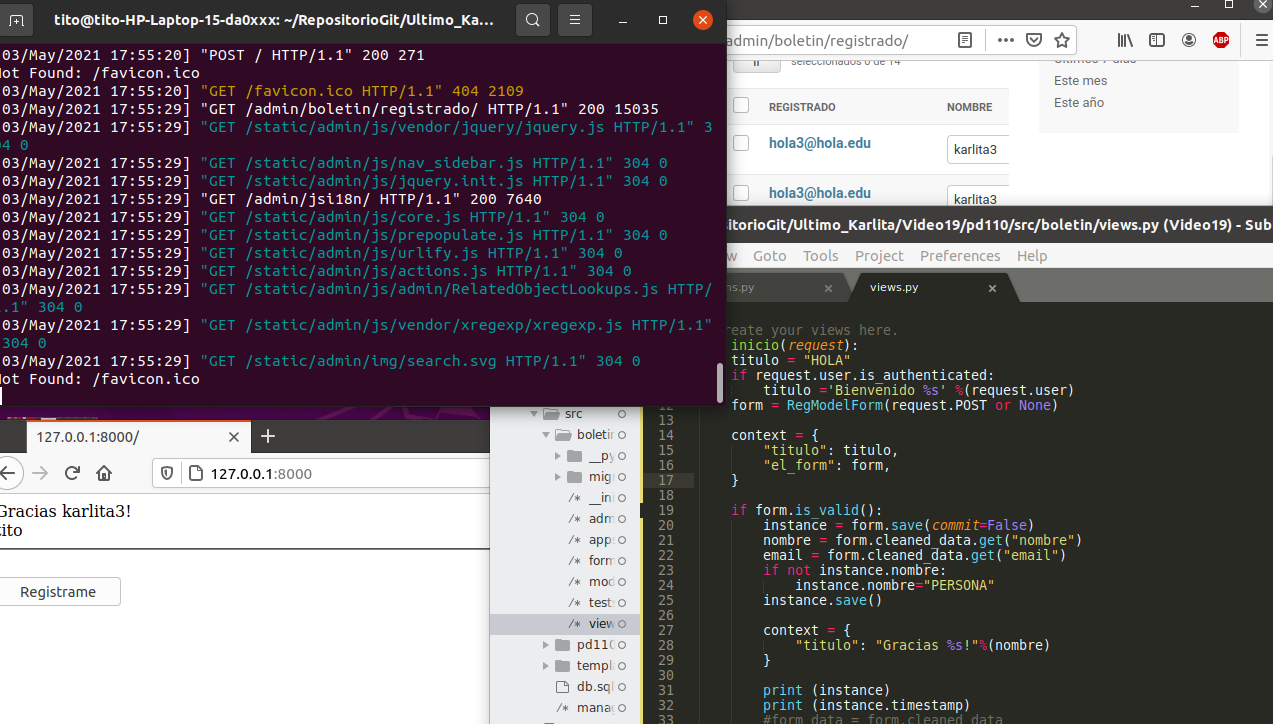 tito@tito-HP-Laptop-15-da0xxx: ~/RepositorioGit/Ultimo_Ka...
03/May/2021 17:55:20] "POST / HTTP/1.1" 200 271
ot Found: /favicon.ico
03/May/2021 17:55:20] "GET /favicon.ico HTTP/1.1" 404 2109
03/May/2021 17:55:29] "GET /admin/boletin/registrado/ HTTP/1.1" 200 15035
03/May/2021 17:55:29] "GET /static/admin/js/vendor/jquery/jquery.js HTTP/1.1" 3
04 0
03/May/2021 17:55:29] "GET /static/admin/js/nav_sidebar.js HTTP/1.1" 304 0
03/May/2021 17:55:29] "GET /static/admin/js/jquery.init.js HTTP/1.1" 304 0
03/May/2021 17:55:29] "GET /admin/jsi18n/ HTTP/1.1" 200 7640
03/May/2021 17:55:29] "GET /static/admin/js/core.js HTTP/1.1" 304 0
03/May/2021 17:55:29] "GET /static/admin/js/prepopulate.js HTTP/1.1" 304 0
03/May/2021 17:55:29] "GET /static/admin/js/urlify.js HTTP/1.1" 304 0
03/May/2021 17:55:29] "GET /static/admin/js/actions.js HTTP/1.1" 304 0
03/May/2021 17:55:29] "GET /static/admin/js/admin/RelatedObjectLookups.js HTTP/
1.1" 304 0
03/May/2021 17:55:29] "GET /static/admin/js/vendor/xregexp/xregexp.js HTTP/1.1"
304 0
03/May/2021 17:55:29] "GET /static/admin/img/search.svg HTTP/1.1" 304 0
ot Found: /favicon.ico
admin/boletin/registrado/
ABP
Ir
seleccionados 0 de 14
Últimos 7 días
Este mes
Este año
REGISTRADO NOMBRE
hola3@hola.edu karlita3
hola3@hola.edu karlita3
sitorioGit/Ultimo_Karlita/Video19/pd110/src/boletin/views.py (Video19) - Sub
w Goto Tools Project Preferences Help
ns.py × views.py ×
reate your views here.
inicio(request):
titulo = "HOLA"
if request.user.is_authenticated:
titulo ='Bienvenido %s' %(request.user)
12 form = RegModelForm(request.POST or None)
13
14 context = {
15 "titulo": titulo,
16 "el_form": form,
17 }
18
19 if form.is_valid():
20 instance = form.save(commit=False)
21 nombre = form.cleaned_data.get("nombre")
22 email = form.cleaned_data.get("email")
23 if not instance.nombre:
24 instance.nombre="PERSONA"
25 instance.save()
26
27 context = {
28 "titulo": "Gracias %s!"%(nombre)
29 }
30
31 print (instance)
32 print (instance.timestamp)
33 #form_data = form.cleaned_data
src
boletin
__py
migr
/* __ini
/* adm
/* apps
/* form
/* mod
/* tests
/* view
pd110
templ
db.sql
/* mana
127.0.0.1:8000/
127.0.0.1:8000
Gracias karlita3!
tito
Registrame